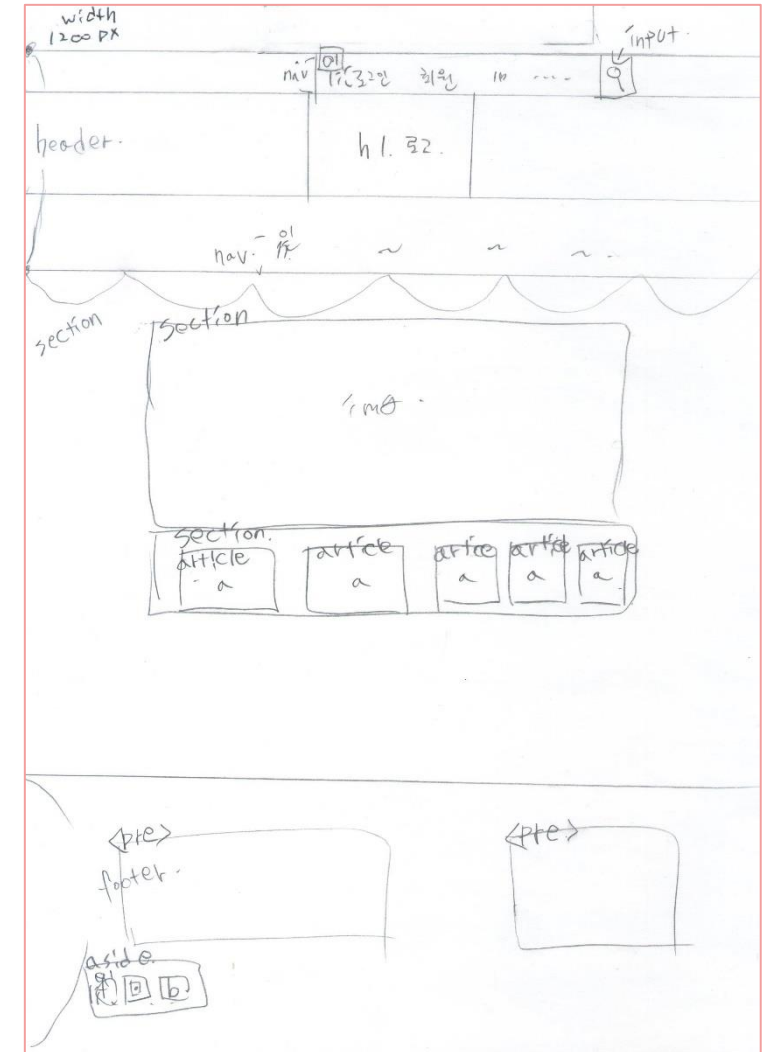 width
1200 px
input.
nav 로그인 회원 ....
header.
h1. 로고.
nav. ~ ~ ~..
section
section
img.
section.
article article artice article article
a a a a a
<pre> <pre>
footer.
aside.
b